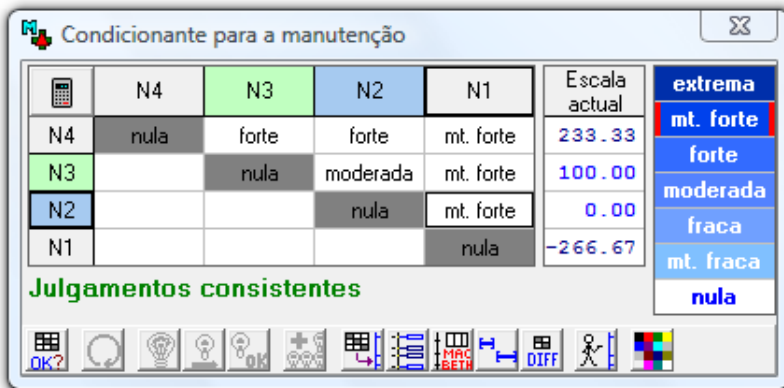 Condicionante para a manutenção
N4 N3 N2 N1 Escala actual
N4 nula forte forte mt. forte 233.33
N3 nula moderada mt. forte 100.00
N2 nula mt. forte 0.00
N1 nula -266.67
extrema
mt. forte
forte
moderada
fraca
mt. fraca
nula
Julgamentos consistentes
OK? OK MAC BETH DIFF